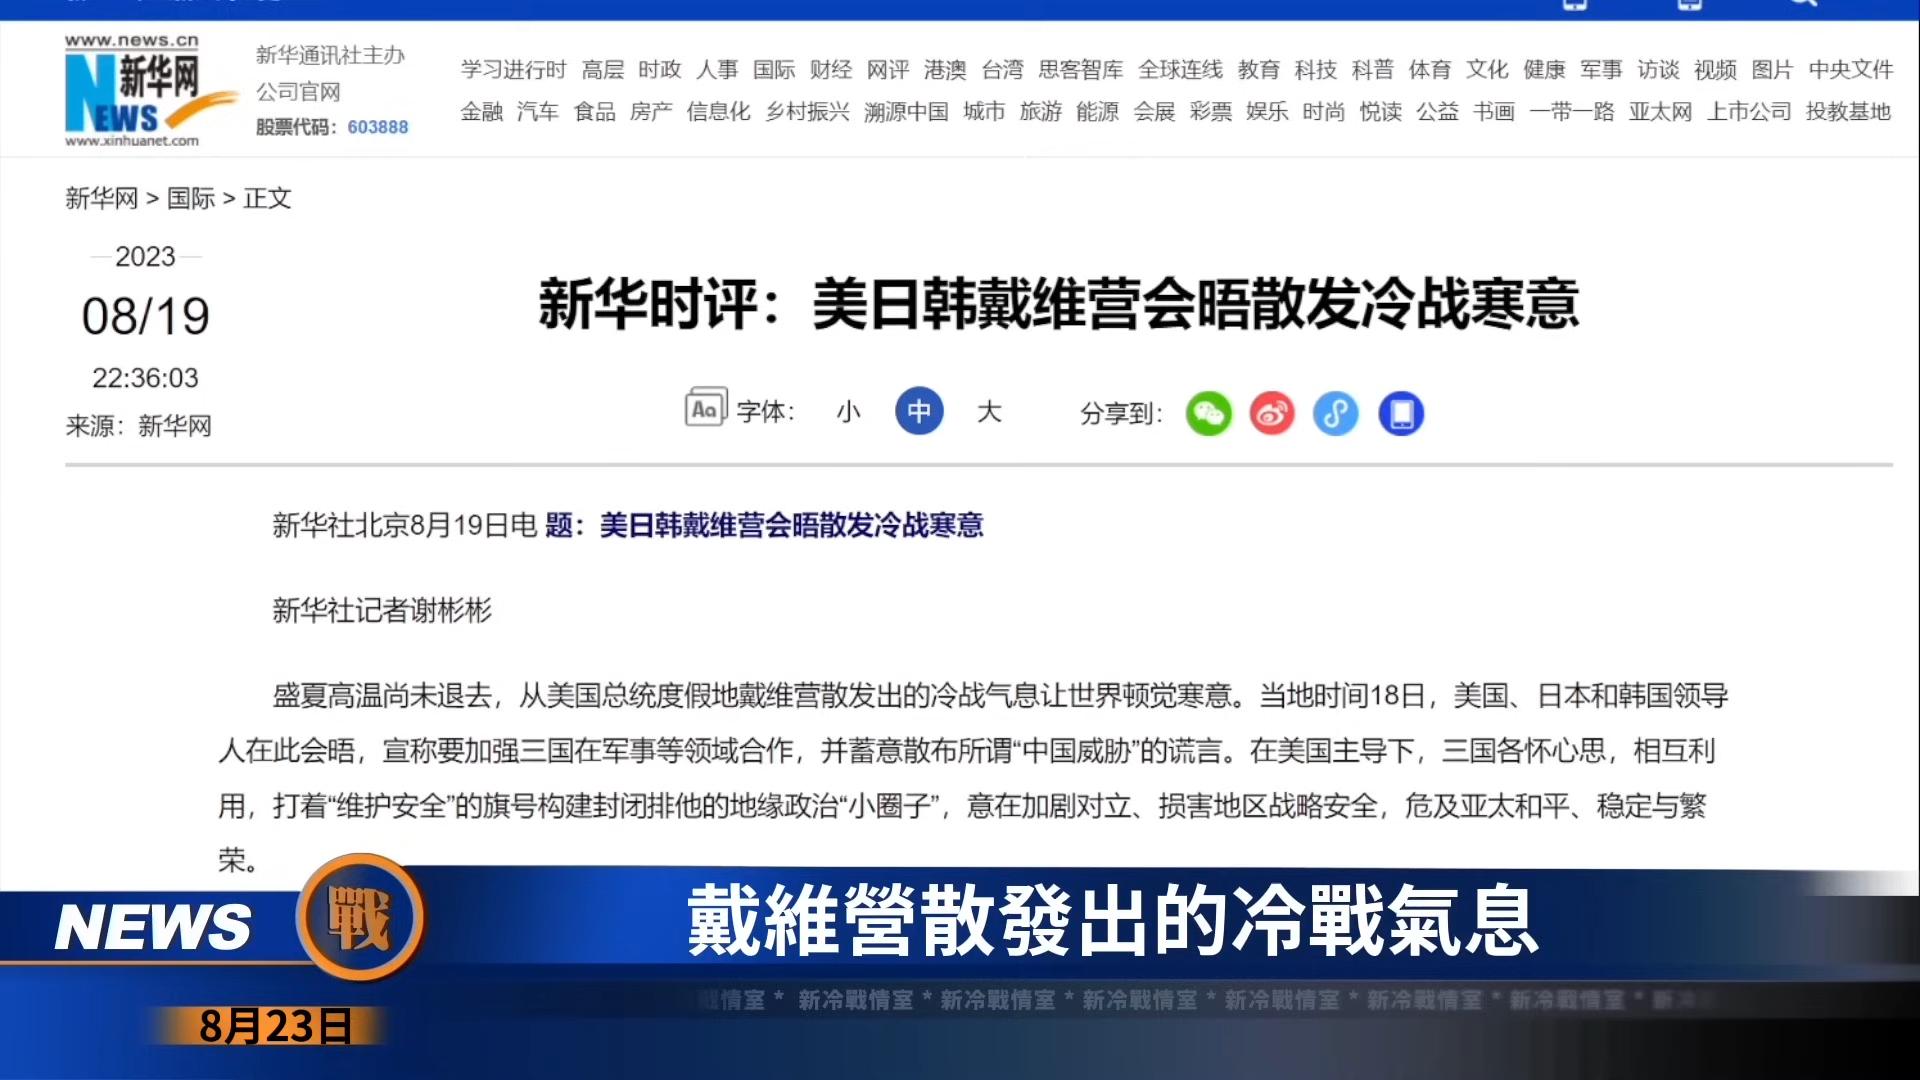 www.news.cn
新华网
NEWS
www.xinhuanet.com
新华通讯社主办
公司官网
股票代码：603888
学习进行时 高层 时政 人事 国际 财经 网评 港澳 台湾 思客智库 全球连线 教育 科技 科普 体育 文化 健康 军事 访谈 视频 图片 中央文件
金融 汽车 食品 房产 信息化 乡村振兴 溯源中国 城市 旅游 能源 会展 彩票 娱乐 时尚 悦读 公益 书画 一带一路 亚太网 上市公司 投教基地
新华网 > 国际 > 正文
2023
08/19
22:36:03
来源：新华网
新华时评：美日韩戴维营会晤散发冷战寒意
Aa 字体： 小 中 大 分享到：
新华社北京8月19日电 题：美日韩戴维营会晤散发冷战寒意
新华社记者谢彬彬
盛夏高温尚未退去，从美国总统度假地戴维营散发出的冷战气息让世界顿觉寒意。当地时间18日，美国、日本和韩国领导
人在此会晤，宣称要加强三国在军事等领域合作，并蓄意散布所谓“中国威胁”的谎言。在美国主导下，三国各怀心思，相互利
用，打着“维护安全”的旗号构建封闭排他的地缘政治“小圈子”，意在加剧对立、损害地区战略安全，危及亚太和平、稳定与繁
荣。
NEWS 戰 戴維營散發出的冷戰氣息
戰情室 * 新冷戰情室 * 新冷戰情室 * 新冷戰情室 * 新冷戰情室 * 新冷戰情室 * 新冷戰情室 * 新冷
8月23日